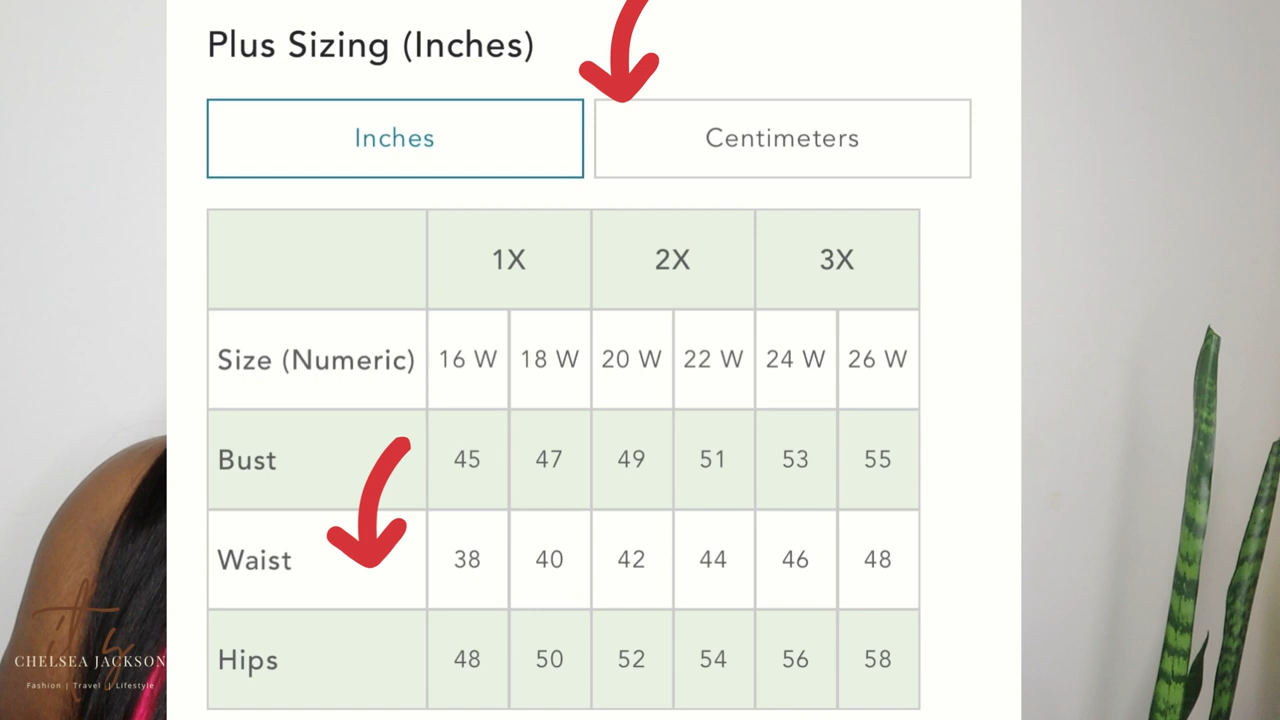 Plus Sizing (Inches)
Inches Centimeters
1X 2X 3X
Size (Numeric) 16 W 18 W 20 W 22 W 24 W 26 W
Bust 45 47 49 51 53 55
Waist 38 40 42 44 46 48
Hips 48 50 52 54 56 58
CHELSEA JACKSON
Fashion | Travel | Lifestyle